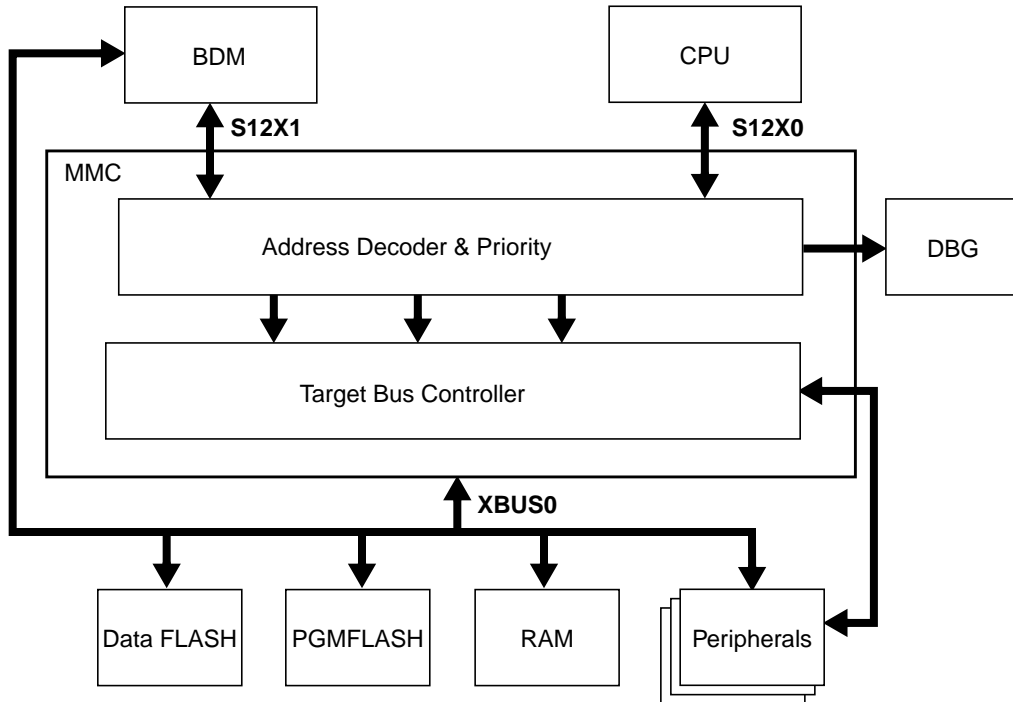 BDM
CPU
S12X1
S12X0
MMC
Address Decoder & Priority
DBG
Target Bus Controller
XBUS0
Data FLASH
PGMFLASH
RAM
Peripherals